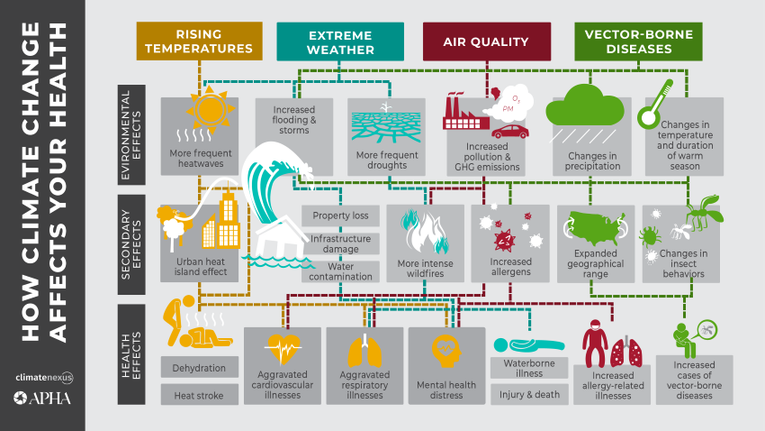 HOW CLIMATE CHANGE
AFFECTS YOUR HEALTH
climatenexus
APHA
RISING
TEMPERATURES
EXTREME
WEATHER
AIR QUALITY
VECTOR-BORNE
DISEASES
EVIRONMENTAL
EFFECTS
More frequent
heatwaves
Increased
flooding &
storms
More frequent
droughts
O₃
PM
Increased
pollution &
GHG emissions
Changes in
precipitation
Changes in
temperature
and duration
of warm
season
SECONDARY
EFFECTS
Urban heat
island effect
Property loss
Infrastructure
damage
Water
contamination
More intense
wildfires
Increased
allergens
Expanded
geographical
range
Changes in
insect
behaviors
HEALTH
EFFECTS
Dehydration
Heat stroke
Aggravated
cardiovascular
illnesses
Aggravated
respiratory
illnesses
Mental health
distress
Waterborne
illness
Injury & death
Increased
allergy-related
illnesses
Increased
cases of
vector-borne
diseases